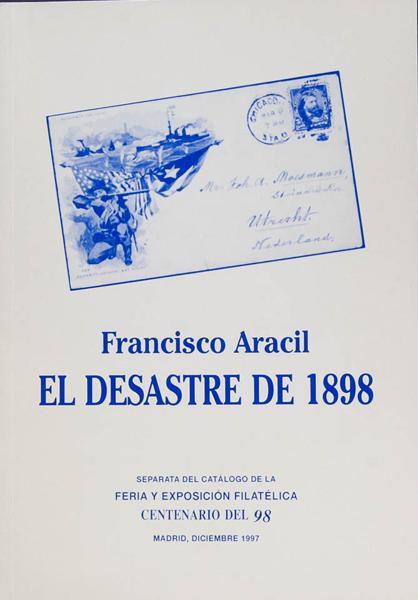 CHICAGO
Mr. Joh. A. Moesmann,
Utrecht.
Nederland.
Francisco Aracil
EL DESASTRE DE 1898
SEPARATA DEL CATÁLOGO DE LA
FERIA Y EXPOSICIÓN FILATÉLICA
CENTENARIO DEL 98
MADRID, DICIEMBRE 1997